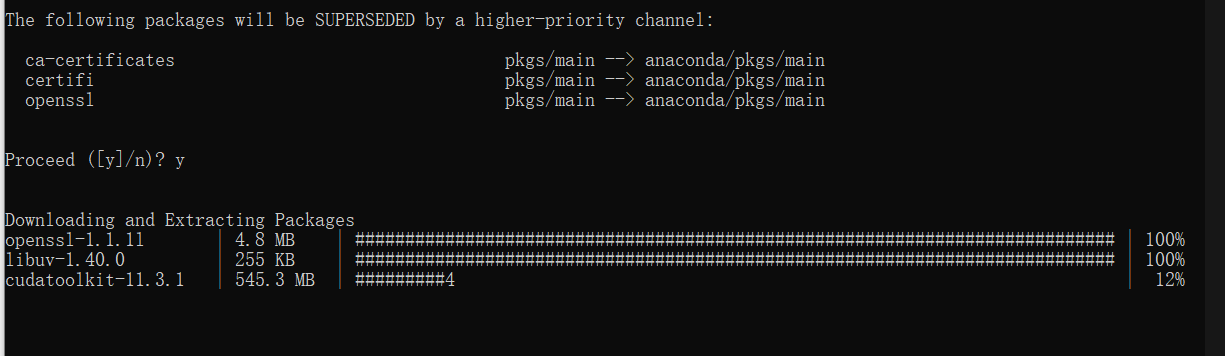 The following packages will be SUPERSEDED by a higher-priority channel:
ca-certificates pkgs/main --> anaconda/pkgs/main
certifi pkgs/main --> anaconda/pkgs/main
openssl pkgs/main --> anaconda/pkgs/main
Proceed ([y]/n)? y
Downloading and Extracting Packages
openssl-1.1.1l | 4.8 MB | ############################################################################ | 100%
libuv-1.40.0 | 255 KB | ############################################################################ | 100%
cudatoolkit-11.3.1 | 545.3 MB | #########4 | 12%